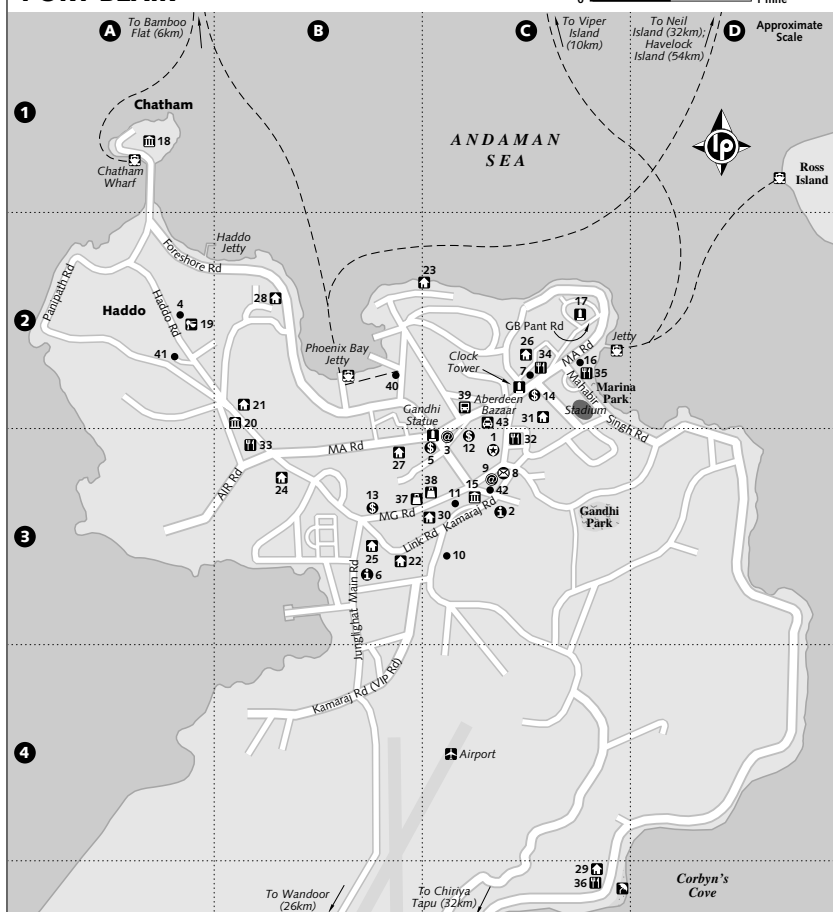 PORT BLAIR
0 1 mile
A
To Bamboo
Flat (6km)
B
C
To Viper
Island
(10km)
To Neil
Island (32km);
Havelock
Island (54km)
D
Approximate
Scale
1
Chatham
18
Chatham
Wharf
ANDAMAN
SEA
lp
Ross
Island
Haddo
Jetty
Foreshore Rd
Panipath Rd
Haddo
Haddo Rd
2
4
19
41
28
23
17
GB Pant Rd
26
34
Jetty
MA Rd
16
35
7
Clock
Tower
Phoenix Bay
Jetty
40
Marina
Park
Mahabir Singh Rd
14
39
Aberdeen
Bazaar
Stadium
21
20
33
Gandhi
Statue
43
31
32
MA Rd
27
5
3
12
1
9
8
AIR Rd
24
13
37
38
11
15
42
2
Gandhi
Park
MG Rd
30
Link Rd
Kamaraj Rd
3
25
22
10
6
Junglighat Main Rd
Kamaraj Rd (VIP Rd)
4
Airport
29
36
Corbyn's
Cove
To Wandoor
(26km)
To Chiriya
Tapu (32km)